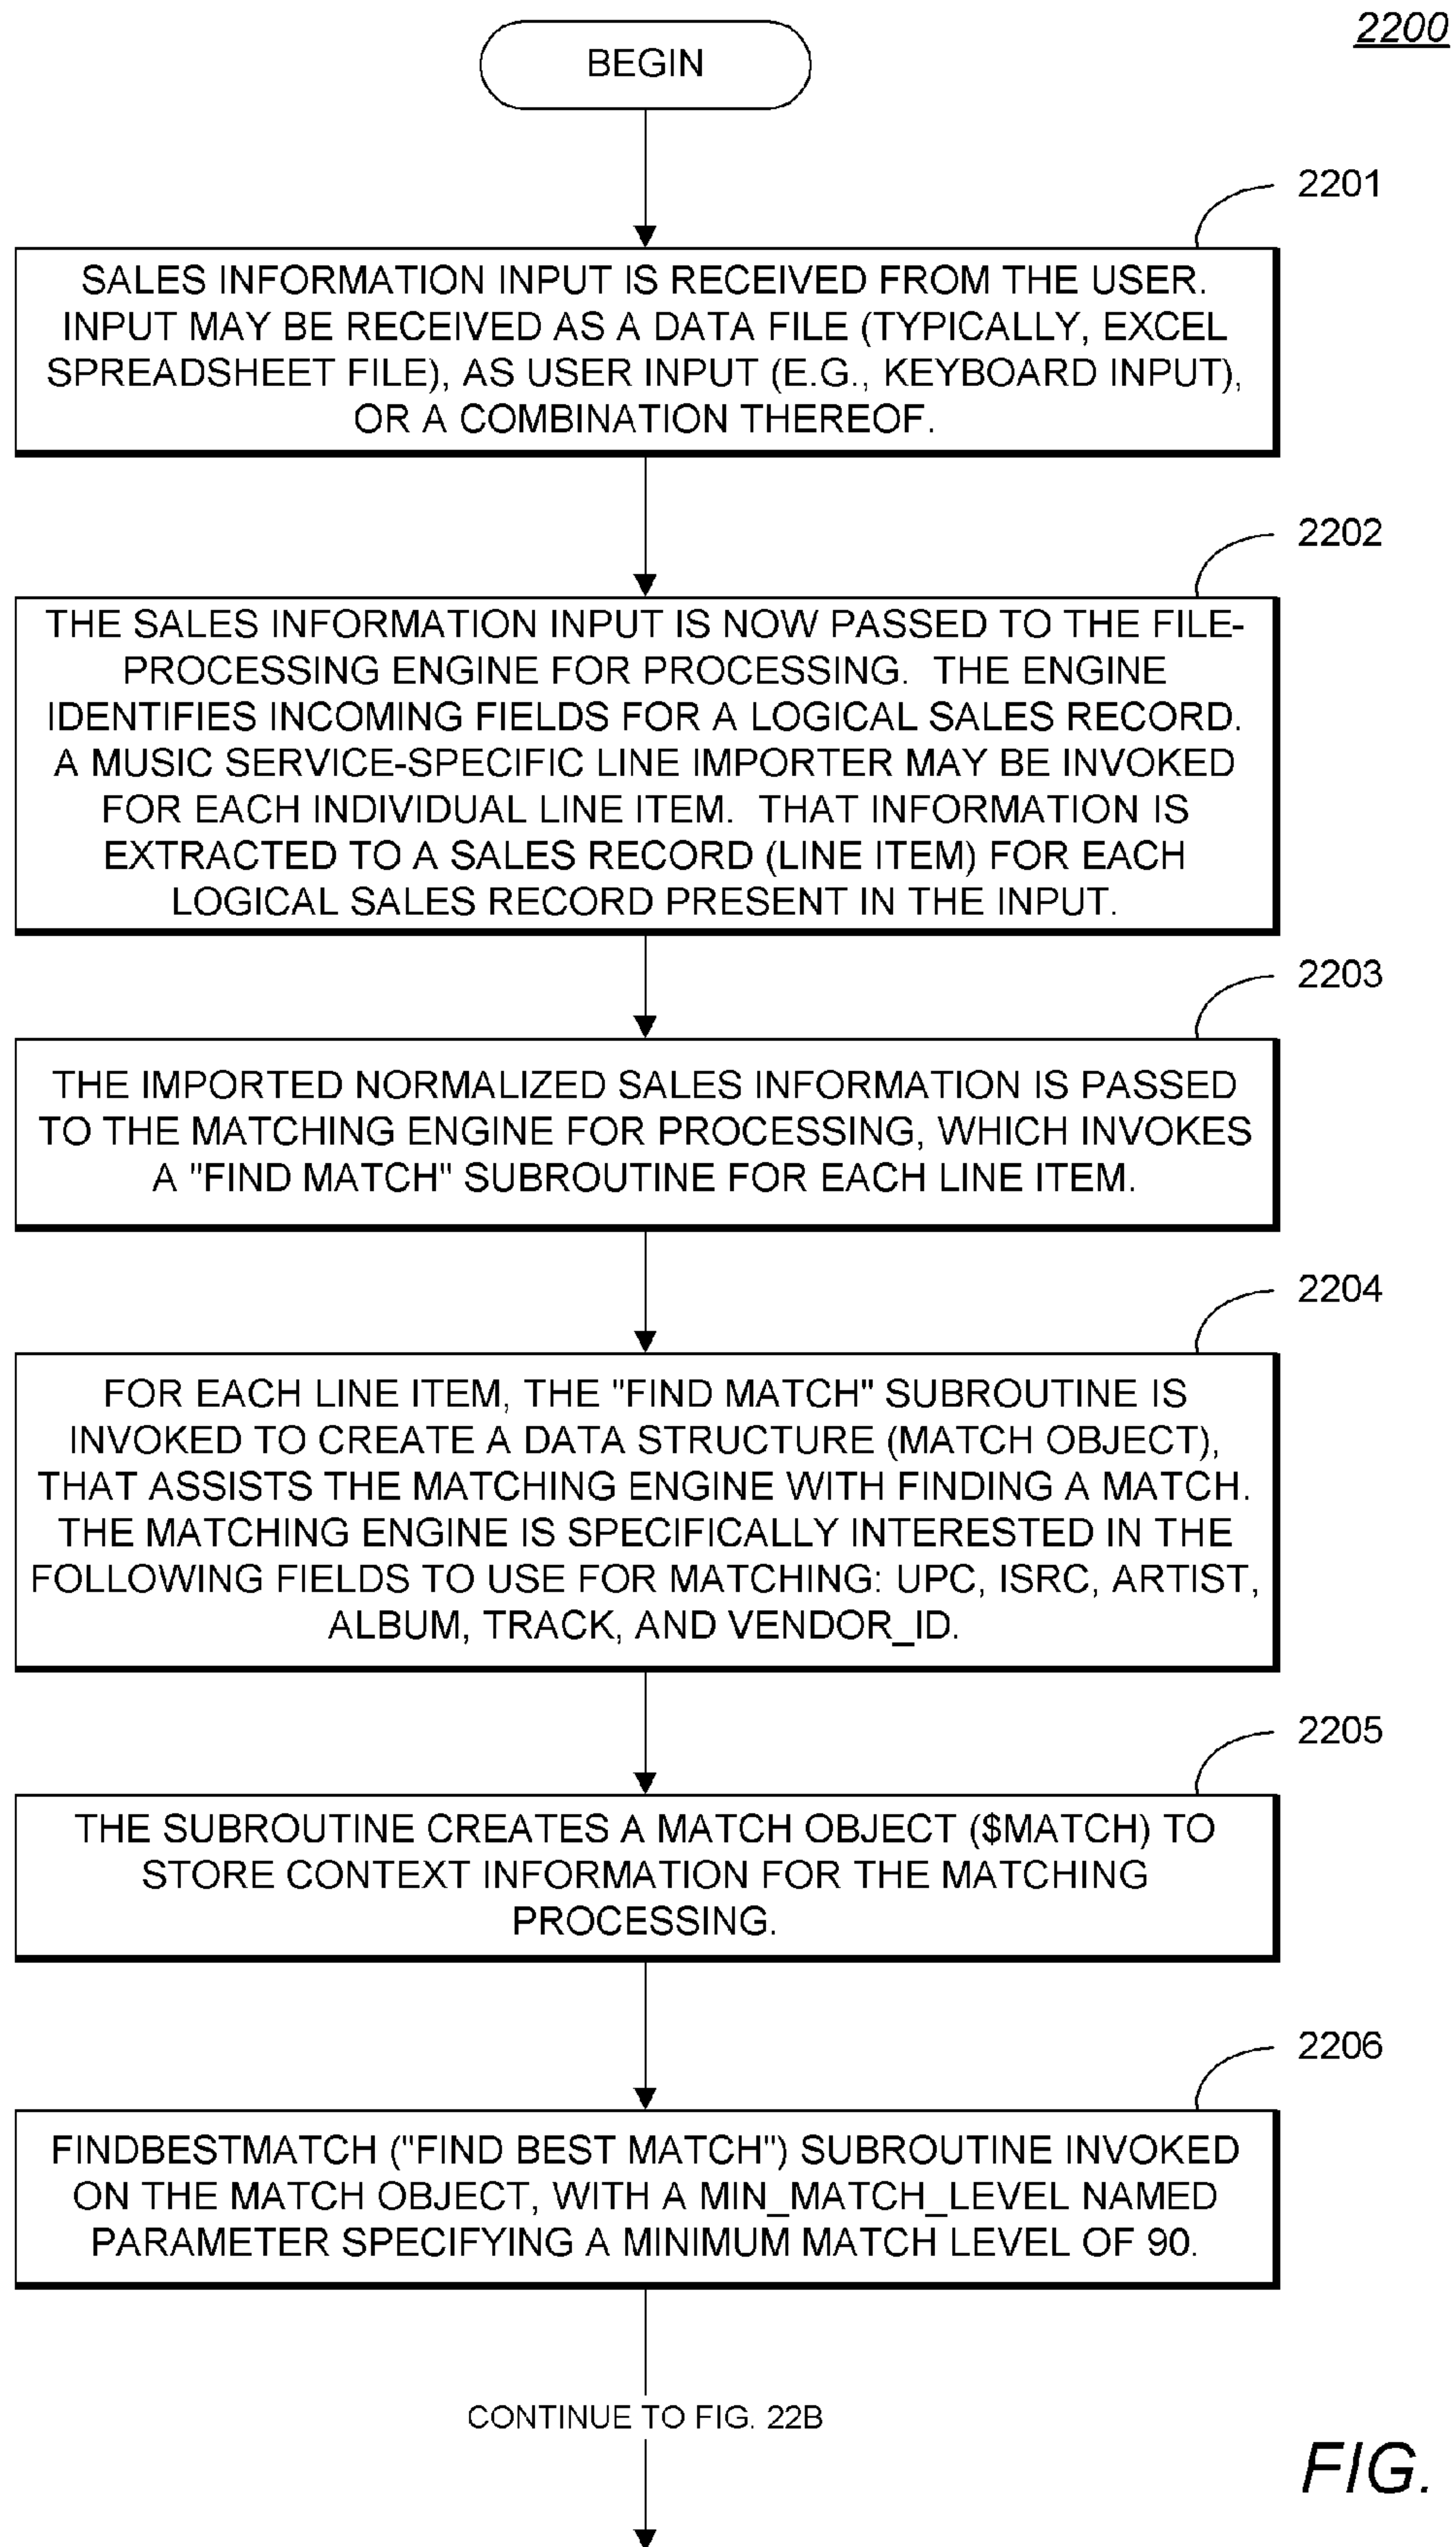 2200
BEGIN
2201
SALES INFORMATION INPUT IS RECEIVED FROM THE USER.
INPUT MAY BE RECEIVED AS A DATA FILE (TYPICALLY, EXCEL
SPREADSHEET FILE), AS USER INPUT (E.G., KEYBOARD INPUT),
OR A COMBINATION THEREOF.
2202
THE SALES INFORMATION INPUT IS NOW PASSED TO THE FILE-
PROCESSING ENGINE FOR PROCESSING. THE ENGINE
IDENTIFIES INCOMING FIELDS FOR A LOGICAL SALES RECORD.
A MUSIC SERVICE-SPECIFIC LINE IMPORTER MAY BE INVOKED
FOR EACH INDIVIDUAL LINE ITEM. THAT INFORMATION IS
EXTRACTED TO A SALES RECORD (LINE ITEM) FOR EACH
LOGICAL SALES RECORD PRESENT IN THE INPUT.
2203
THE IMPORTED NORMALIZED SALES INFORMATION IS PASSED
TO THE MATCHING ENGINE FOR PROCESSING, WHICH INVOKES
A "FIND MATCH" SUBROUTINE FOR EACH LINE ITEM.
2204
FOR EACH LINE ITEM, THE "FIND MATCH" SUBROUTINE IS
INVOKED TO CREATE A DATA STRUCTURE (MATCH OBJECT),
THAT ASSISTS THE MATCHING ENGINE WITH FINDING A MATCH.
THE MATCHING ENGINE IS SPECIFICALLY INTERESTED IN THE
FOLLOWING FIELDS TO USE FOR MATCHING: UPC, ISRC, ARTIST,
ALBUM, TRACK, AND VENDOR_ID.
2205
THE SUBROUTINE CREATES A MATCH OBJECT ($MATCH) TO
STORE CONTEXT INFORMATION FOR THE MATCHING
PROCESSING.
2206
FINDBESTMATCH ("FIND BEST MATCH") SUBROUTINE INVOKED
ON THE MATCH OBJECT, WITH A MIN_MATCH_LEVEL NAMED
PARAMETER SPECIFYING A MINIMUM MATCH LEVEL OF 90.
CONTINUE TO FIG. 22B
FIG.